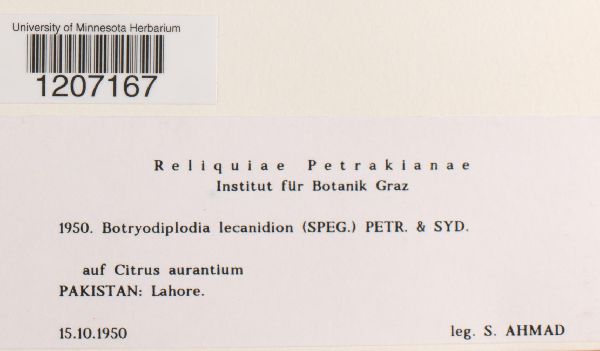 University of Minnesota Herbarium
1207167
Reliquiae Petrakianae
Institut für Botanik Graz
1950. Botryodiplodia lecanidion (SPEG.) PETR. & SYD.
auf Citrus aurantium
PAKISTAN: Lahore.
15.10.1950 leg. S. AHMAD